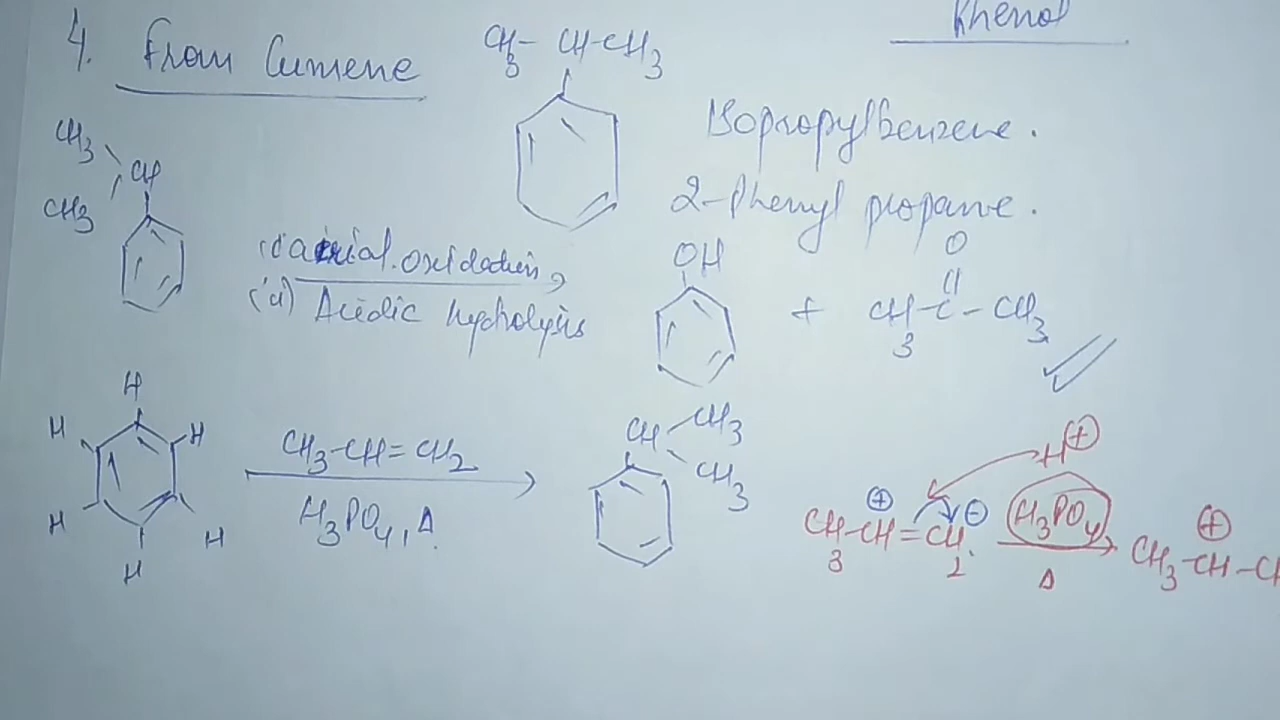 Phenol
4. From Cumene
CH3-CH-CH3
Isopropylbenzene.
2-Phenyl propane.
CH3
CH
CH3
(i) aerial oxidation,
(ii) Acidic hydrolysis
OH
+
O
CH3-C-CH3
H
H
H
H
H
H
CH3-CH=CH2
H3PO4, Δ
CH
CH3
CH3
H⊕
⊕
⊖
CH3-CH=CH2
H3PO4
Δ
⊕
CH3-CH-CH